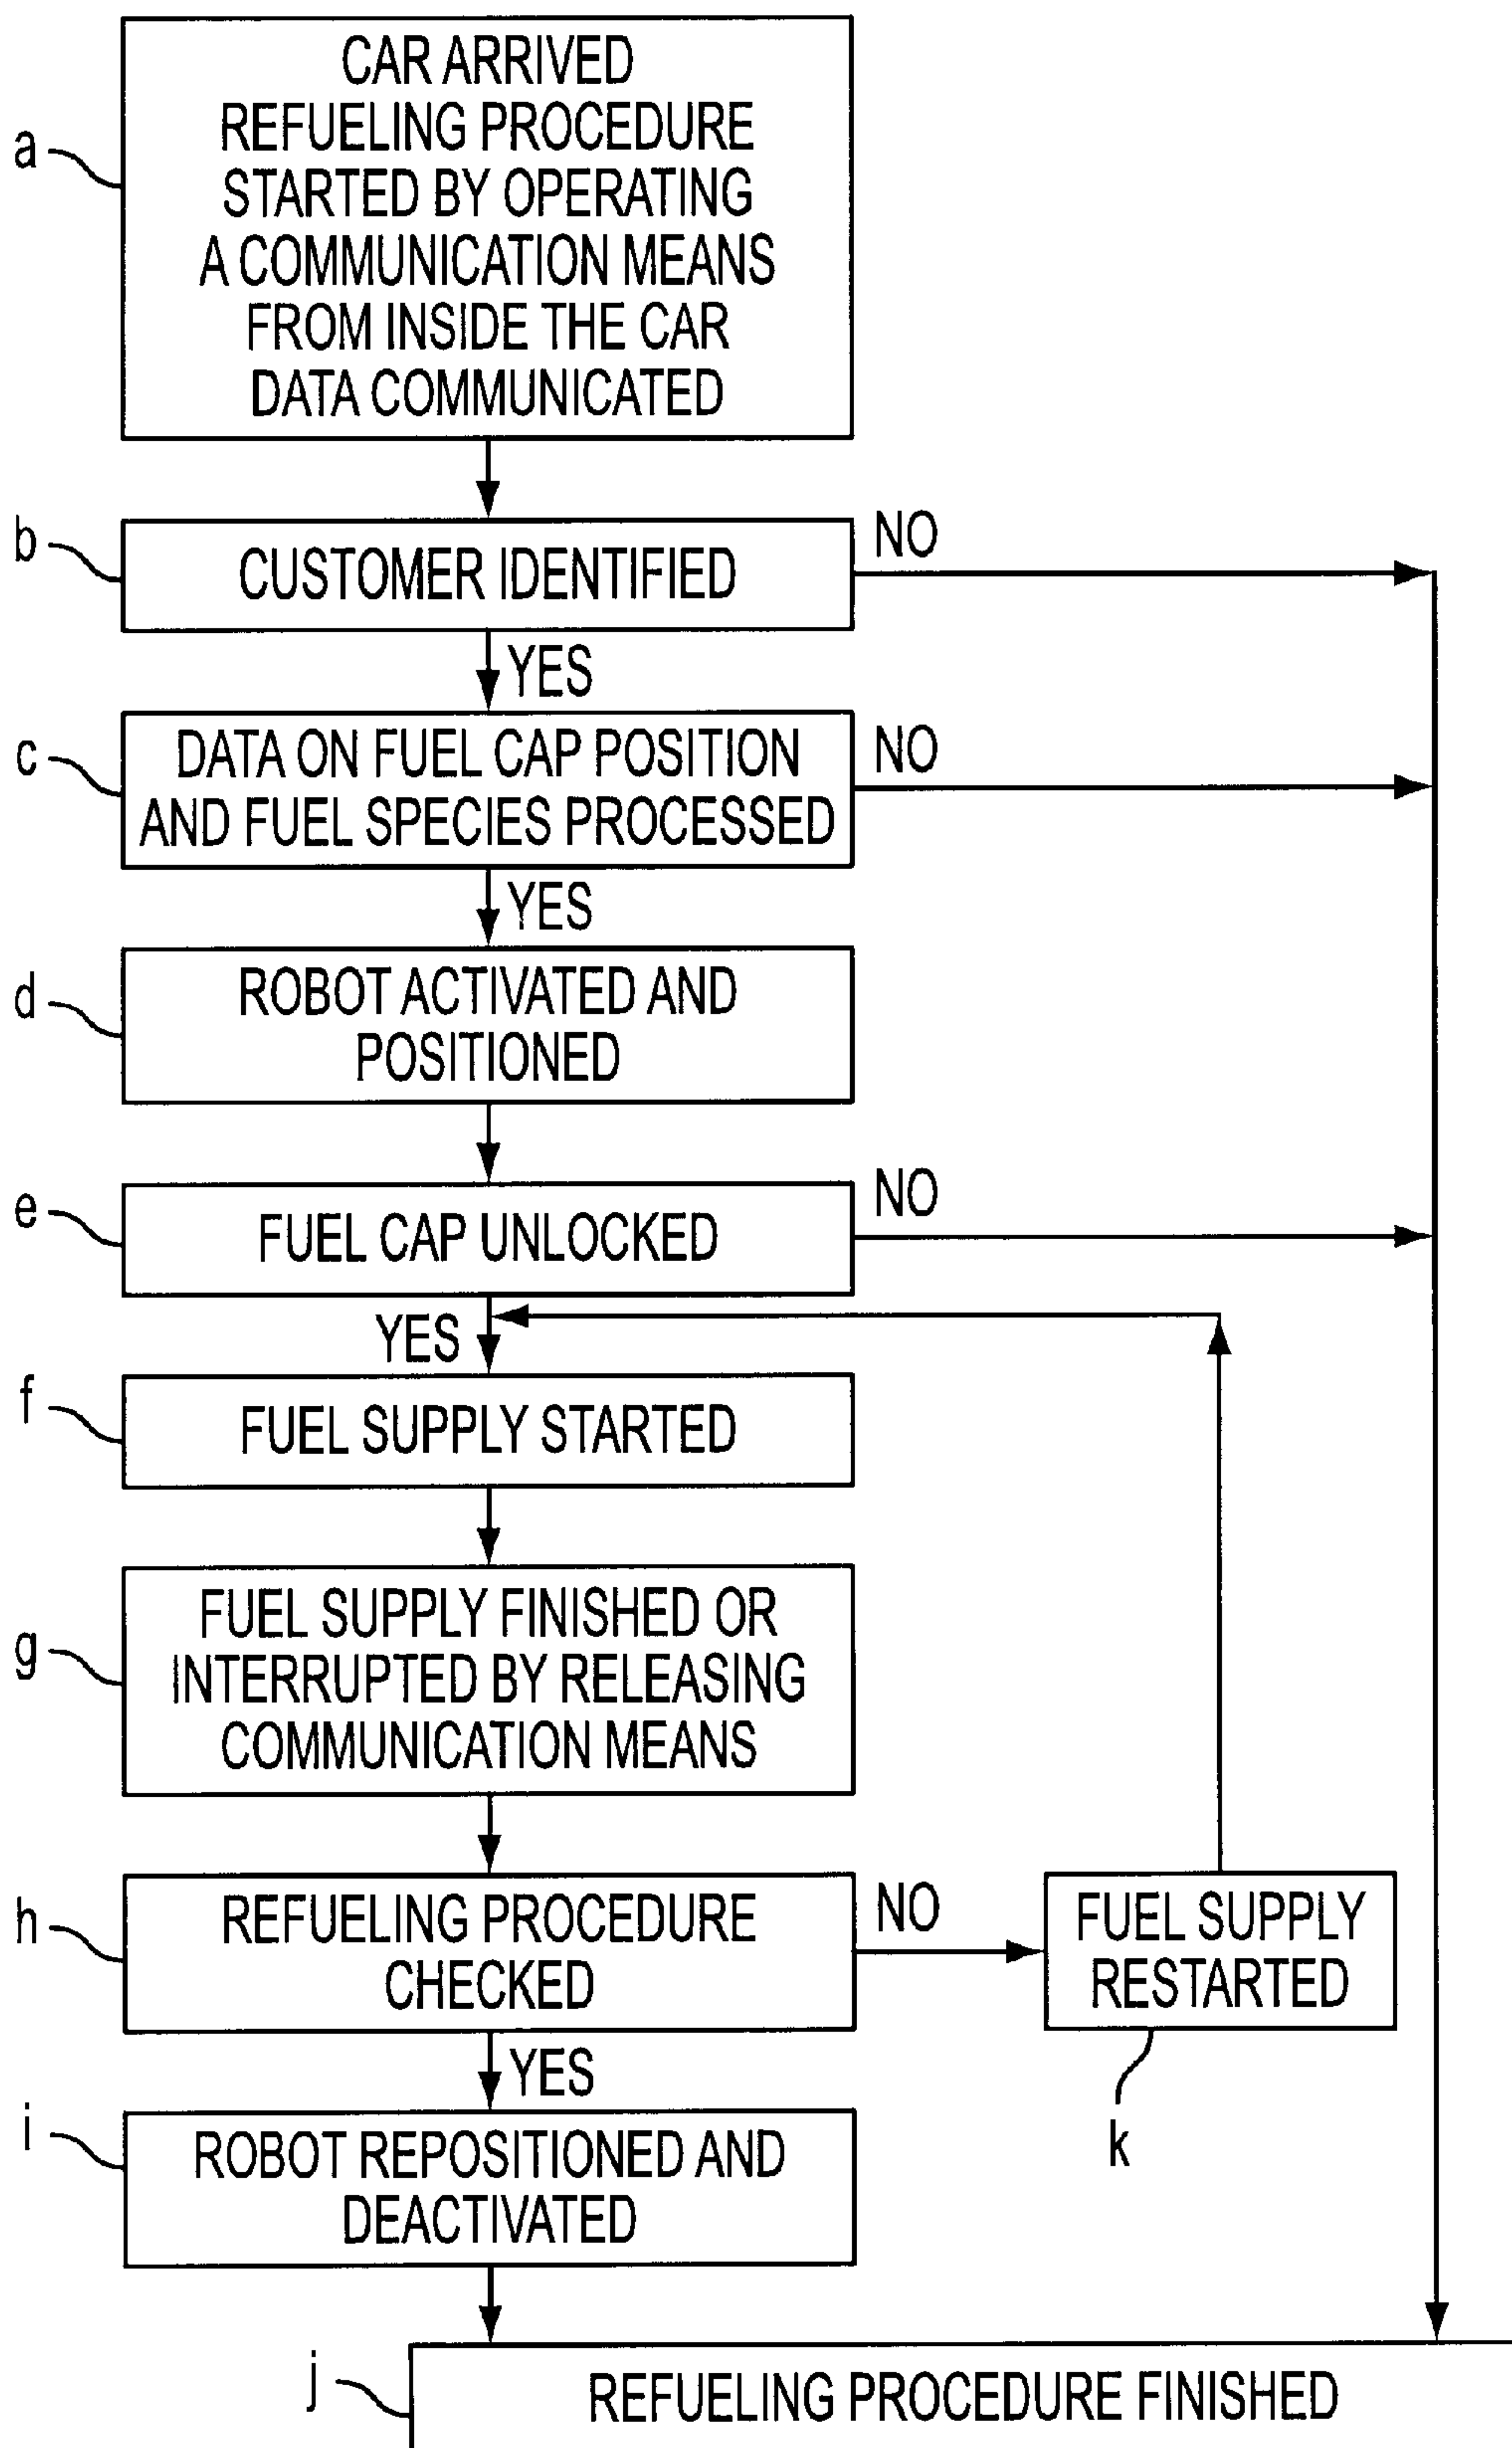 CAR ARRIVED
REFUELING PROCEDURE
STARTED BY OPERATING
A COMMUNICATION MEANS
FROM INSIDE THE CAR
DATA COMMUNICATED
a
b
CUSTOMER IDENTIFIED
NO
YES
c
DATA ON FUEL CAP POSITION
AND FUEL SPECIES PROCESSED
NO
YES
d
ROBOT ACTIVATED AND
POSITIONED
e
FUEL CAP UNLOCKED
NO
YES
f
FUEL SUPPLY STARTED
g
FUEL SUPPLY FINISHED OR
INTERRUPTED BY RELEASING
COMMUNICATION MEANS
h
REFUELING PROCEDURE
CHECKED
NO
FUEL SUPPLY
RESTARTED
k
YES
i
ROBOT REPOSITIONED AND
DEACTIVATED
j
REFUELING PROCEDURE FINISHED